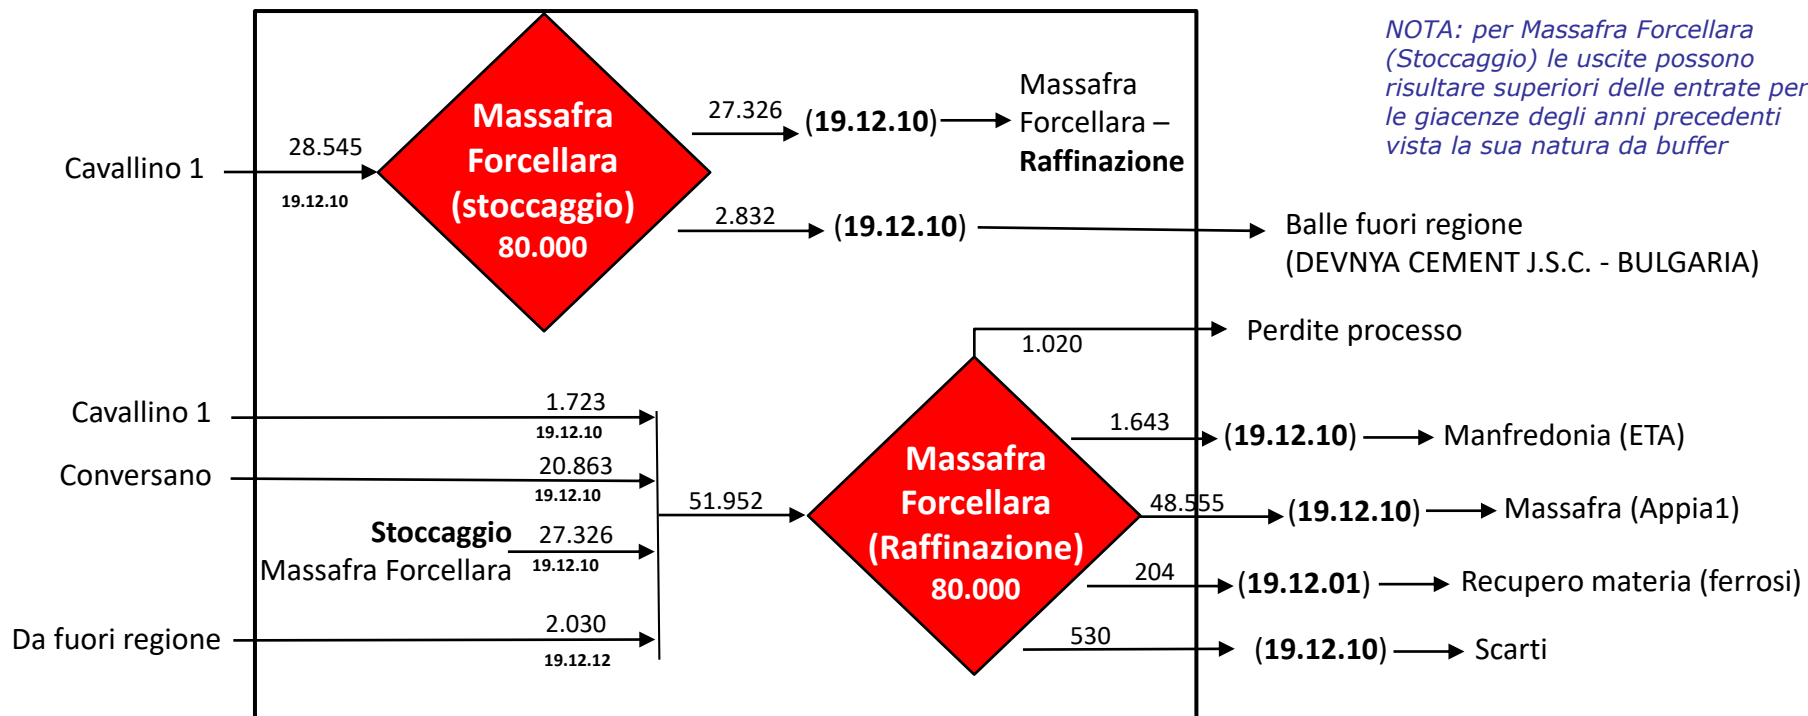 NOTA: per Massafra Forcellara
(Stoccaggio) le uscite possono
risultare superiori delle entrate per
le giacenze degli anni precedenti
vista la sua natura da buffer
Cavallino 1
28.545
19.12.10
Massafra
Forcellara
(stoccaggio)
80.000
27.326
(19.12.10)
Massafra
Forcellara –
Raffinazione
2.832
(19.12.10)
Balle fuori regione
(DEVNYA CEMENT J.S.C. - BULGARIA)
Perdite processo
1.020
Cavallino 1
1.723
19.12.10
Conversano
20.863
19.12.10
Stoccaggio
Massafra Forcellara
27.326
19.12.10
Da fuori regione
2.030
19.12.12
51.952
Massafra
Forcellara
(Raffinazione)
80.000
1.643
(19.12.10)
Manfredonia (ETA)
48.555
(19.12.10)
Massafra (Appia1)
204
(19.12.01)
Recupero materia (ferrosi)
530
(19.12.10)
Scarti